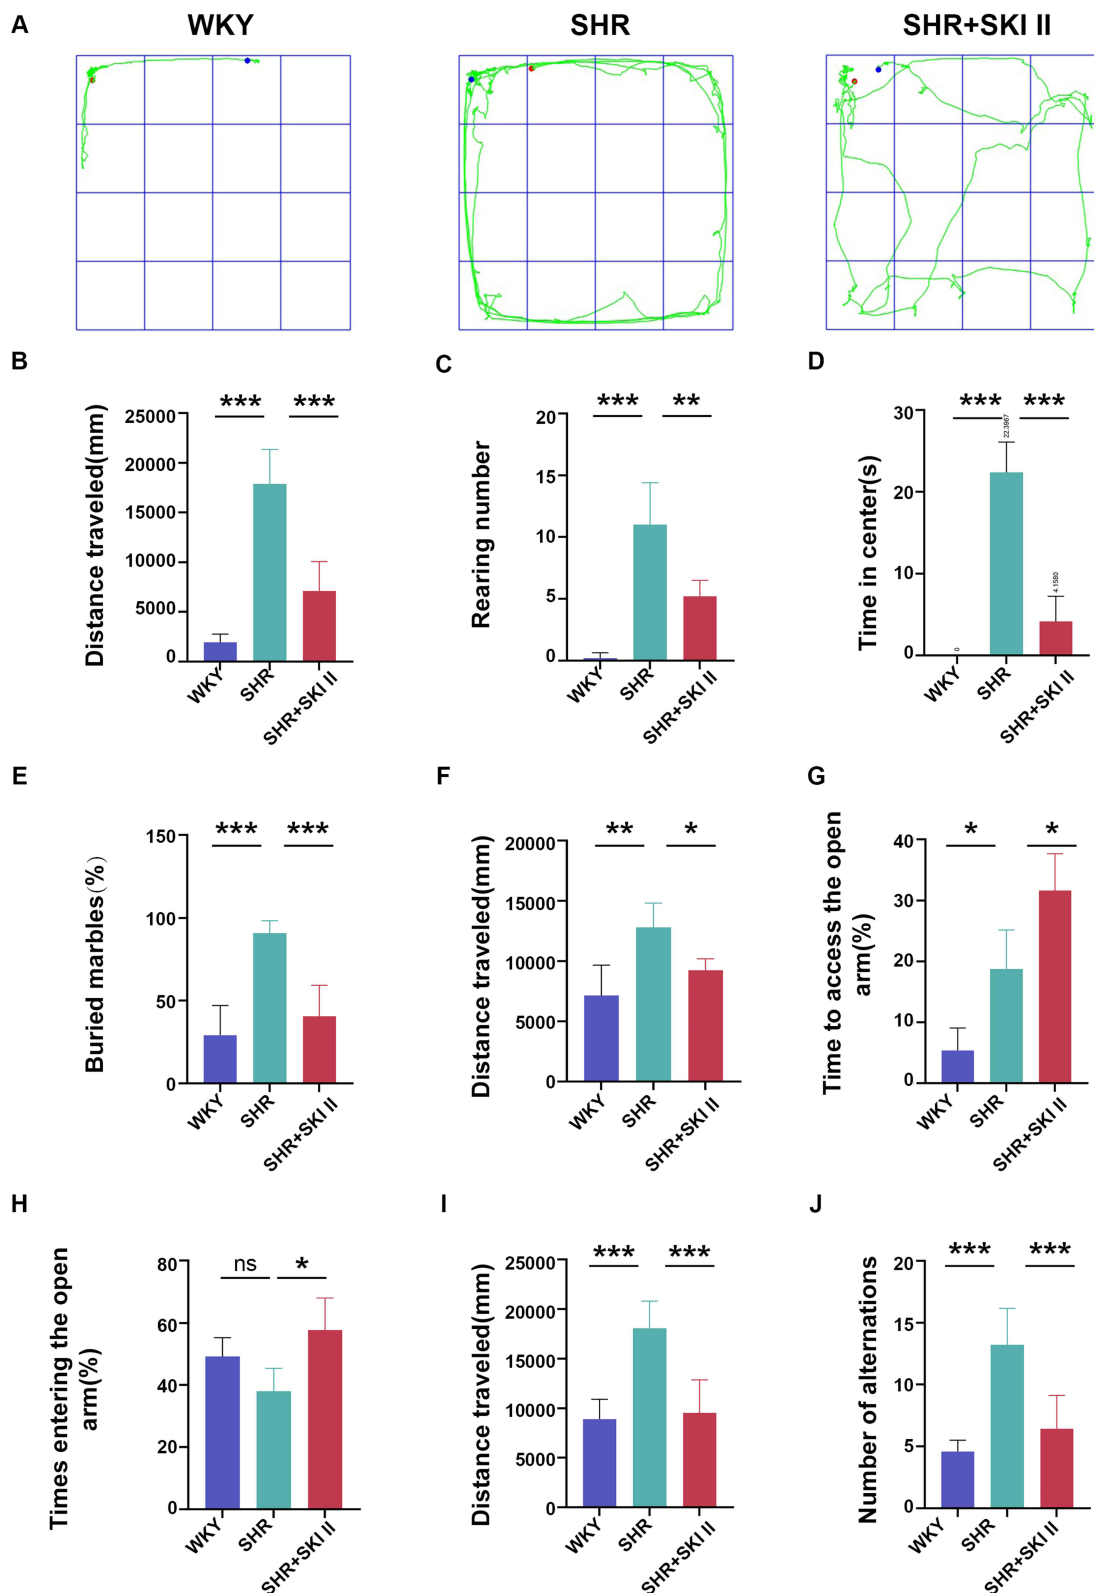 A
WKY
SHR
SHR+SKI II
B
Distance traveled(mm)
25000
20000
15000
10000
5000
0
***
***
WKY
SHR
SHR+SKI II
C
Rearing number
20
15
10
5
0
***
**
WKY
SHR
SHR+SKI II
D
Time in center(s)
30
20
10
0
***
***
0
22.3967
4.1580
WKY
SHR
SHR+SKI II
E
Buried marbles(%)
150
100
50
0
***
***
WKY
SHR
SHR+SKI II
F
Distance traveled(mm)
20000
15000
10000
5000
0
**
*
WKY
SHR
SHR+SKI II
G
Time to access the open
arm(%)
40
30
20
10
0
*
*
WKY
SHR
SHR+SKI II
H
Times entering the open
arm(%)
80
60
40
20
0
ns
*
WKY
SHR
SHR+SKI II
I
Distance traveled(mm)
25000
20000
15000
10000
5000
0
***
***
WKY
SHR
SHR+SKI II
J
Number of alternations
20
15
10
5
0
***
***
WKY
SHR
SHR+SKI II